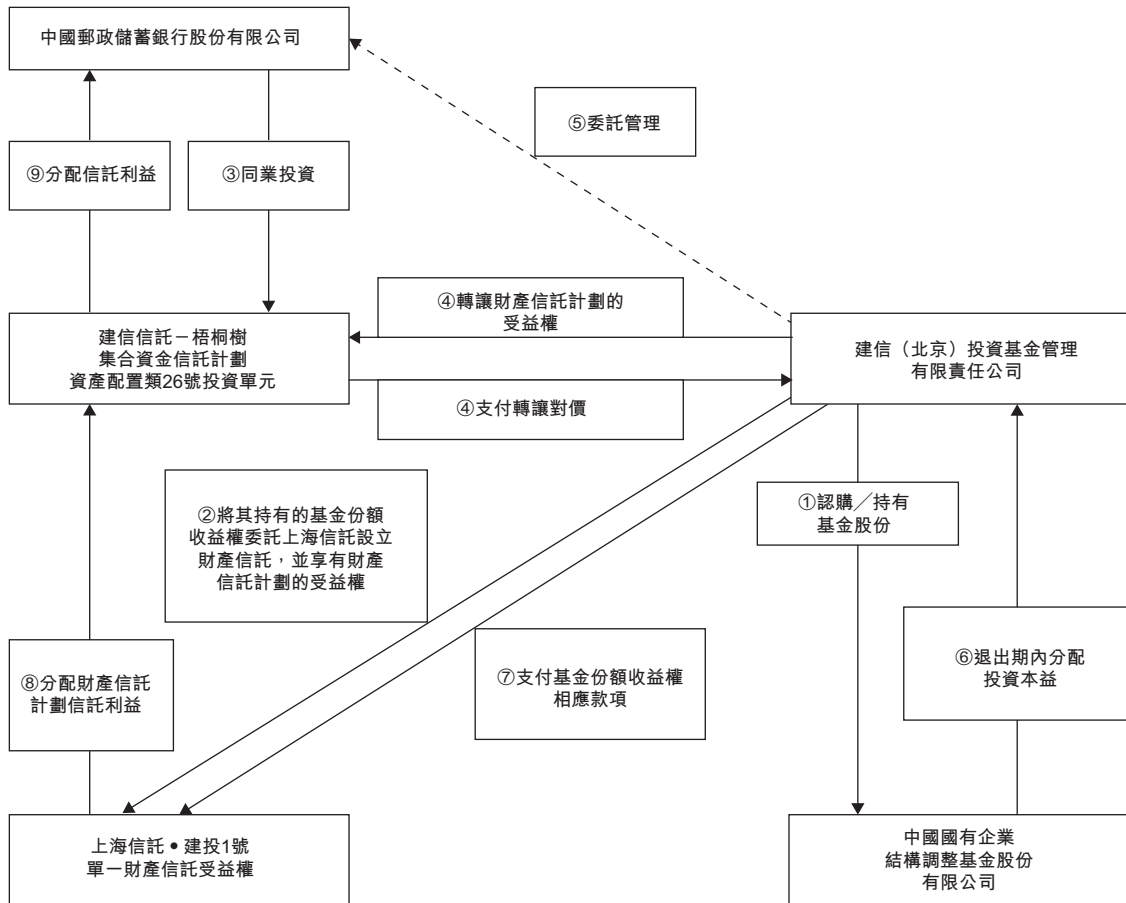 中國郵政儲蓄銀行股份有限公司
⑤委託管理
⑨分配信託利益
③同業投資
④轉讓財產信託計劃的
受益權
建信信託－梧桐樹
集合資金信託計劃
資產配置類26號投資單元
建信（北京）投資基金管理
有限責任公司
④支付轉讓對價
②將其持有的基金份額
收益權委託上海信託設立
財產信託，並享有財產
信託計劃的受益權
①認購╱持有
基金股份
⑧分配財產信託
計劃信託利益
⑦支付基金份額收益權
相應款項
⑥退出期內分配
投資本益
上海信託•建投1號
單一財產信託受益權
中國國有企業
結構調整基金股份
有限公司